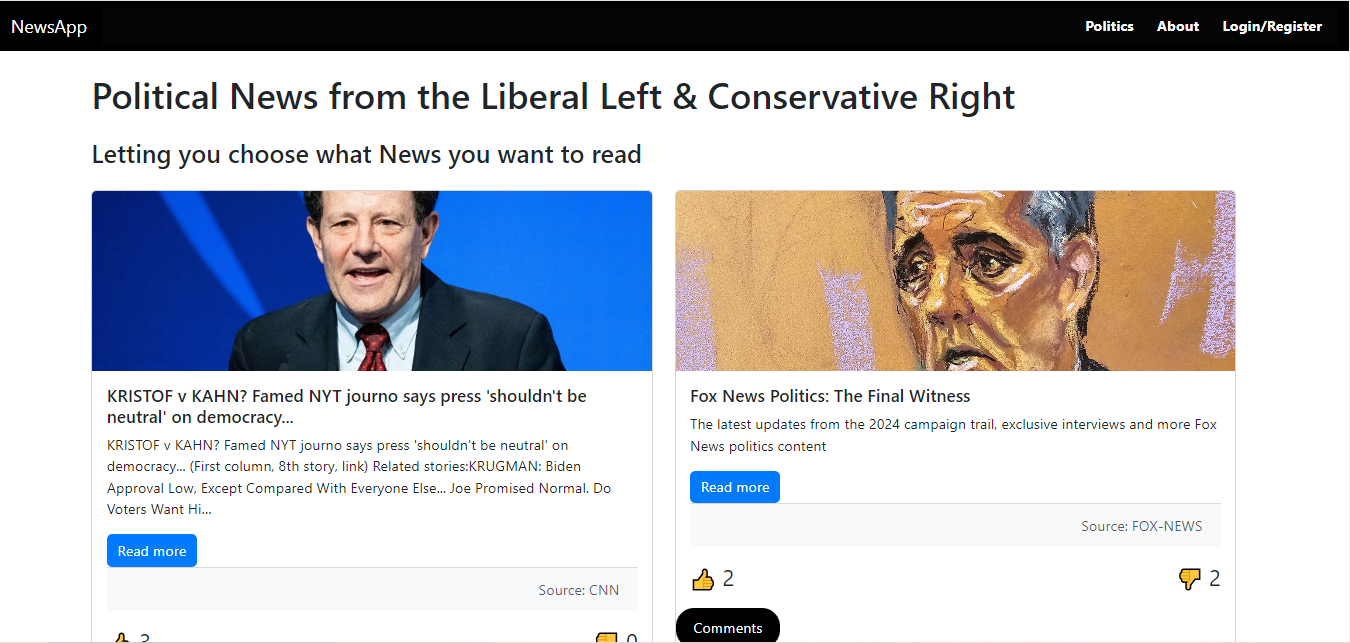 NewsApp
Politics About Login/Register
Political News from the Liberal Left & Conservative Right
Letting you choose what News you want to read
KRISTOF v KAHN? Famed NYT journo says press 'shouldn't be
neutral' on democracy...
KRISTOF v KAHN? Famed NYT journo says press 'shouldn't be neutral' on
democracy... (First column, 8th story, link) Related stories:KRUGMAN: Biden
Approval Low, Except Compared With Everyone Else... Joe Promised Normal. Do
Voters Want Hi...
Read more
Source: CNN
3 0
Fox News Politics: The Final Witness
The latest updates from the 2024 campaign trail, exclusive interviews and more Fox
News politics content
Read more
Source: FOX-NEWS
2 2
Comments